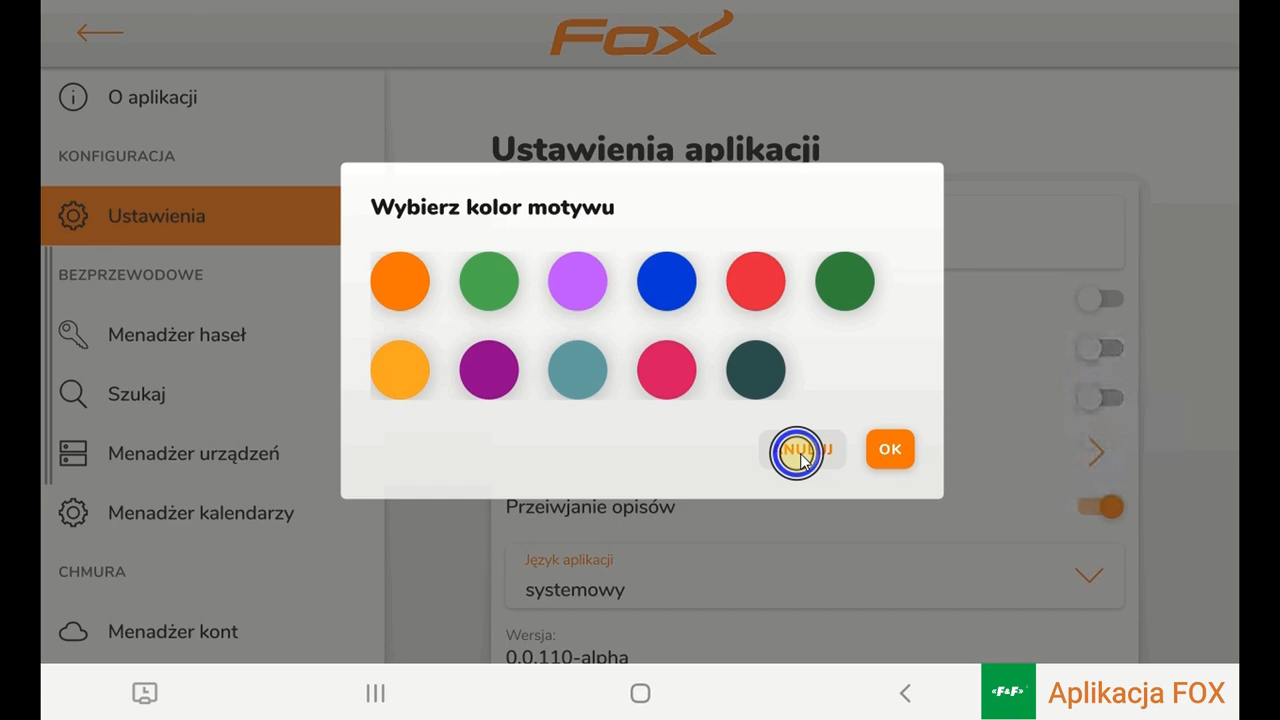 Fox
O aplikacji
KONFIGURACJA
Ustawienia
BEZPRZEWODOWE
Menadżer haseł
Szukaj
Menadżer urządzeń
Menadżer kalendarzy
CHMURA
Menadżer kont
Ustawienia aplikacji
Wybierz kolor motywu
OK
Przeiwjanie opisów
Język aplikacji
systemowy
Wersja:
0.0.110-alpha
F&F
Aplikacja FOX